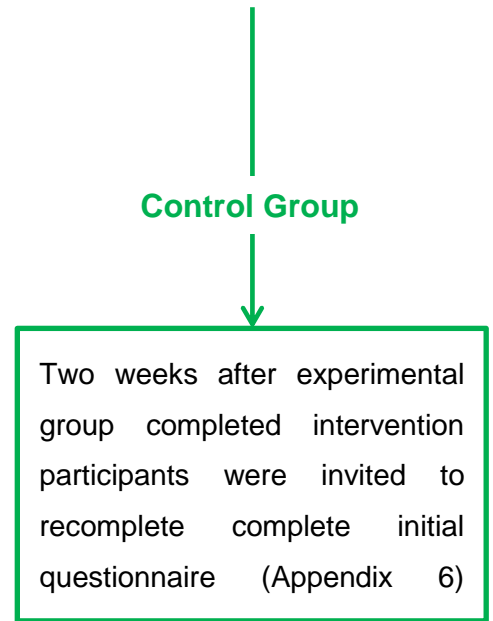 Control Group
Two weeks after experimental
group completed intervention
participants were invited to
recomplete complete initial
questionnaire (Appendix 6)